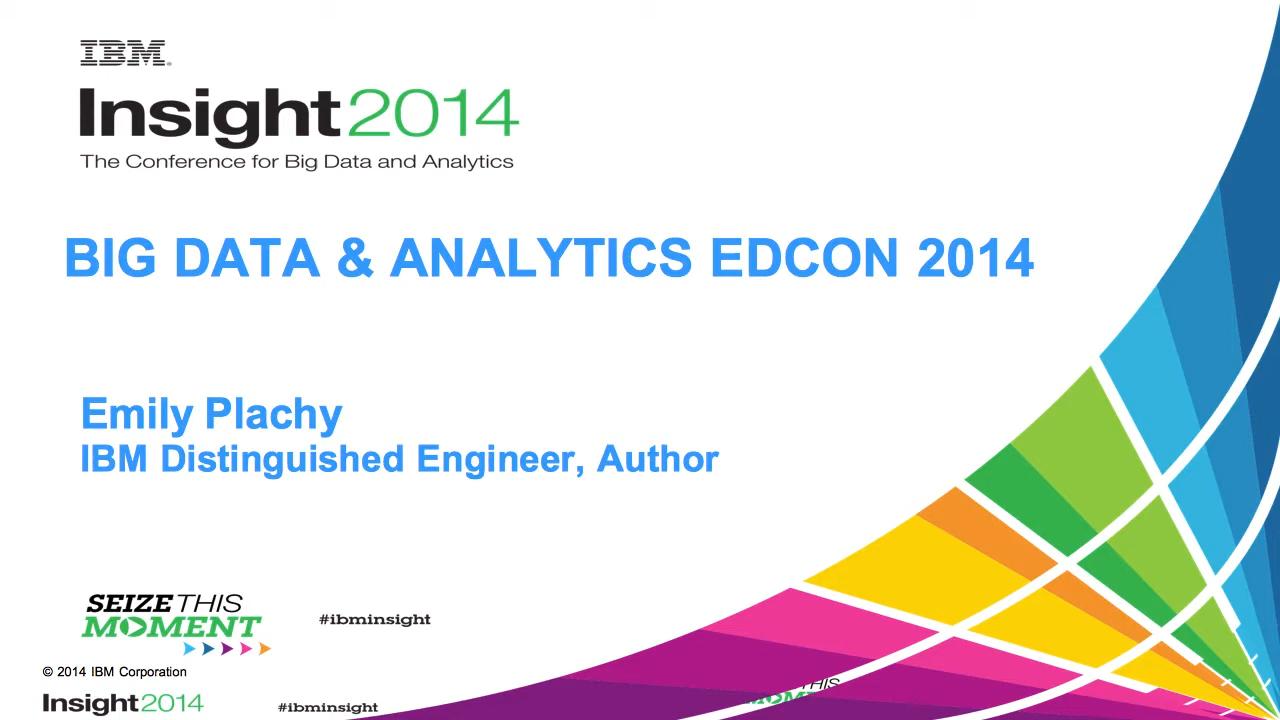 IBM
Insight2014
The Conference for Big Data and Analytics
BIG DATA & ANALYTICS EDCON 2014
Emily Plachy
IBM Distinguished Engineer, Author
SEIZE THIS
MOMENT
#ibminsight
© 2014 IBM Corporation
Insight2014
#ibminsight